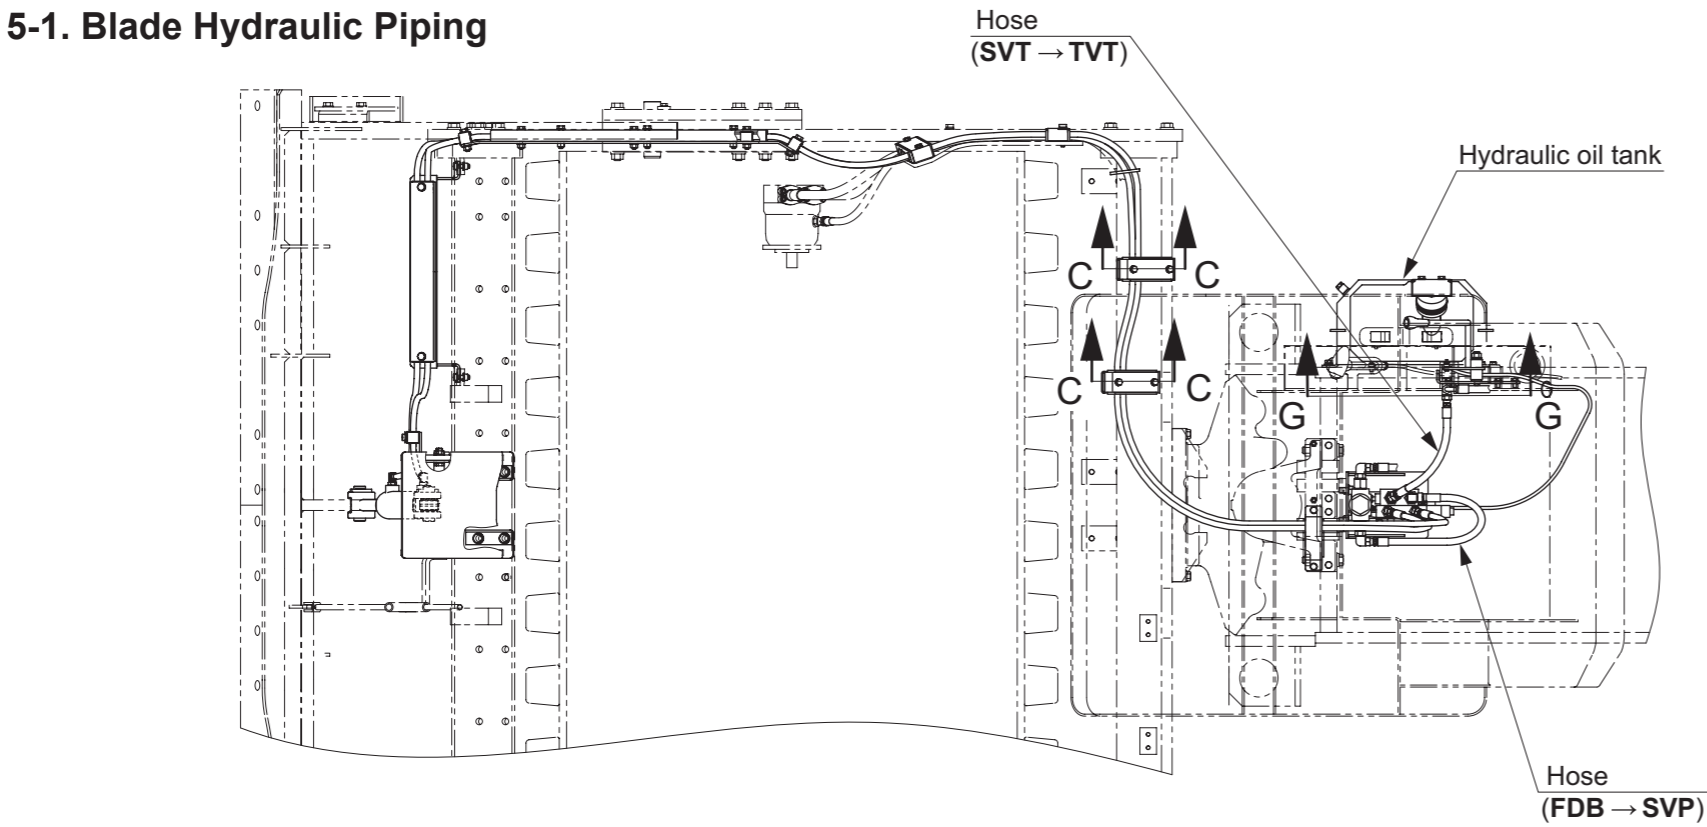 5-1. Blade Hydraulic Piping
Hose
(SVT → TVT)
Hydraulic oil tank
C C
C C
G G
Hose
(FDB → SVP)